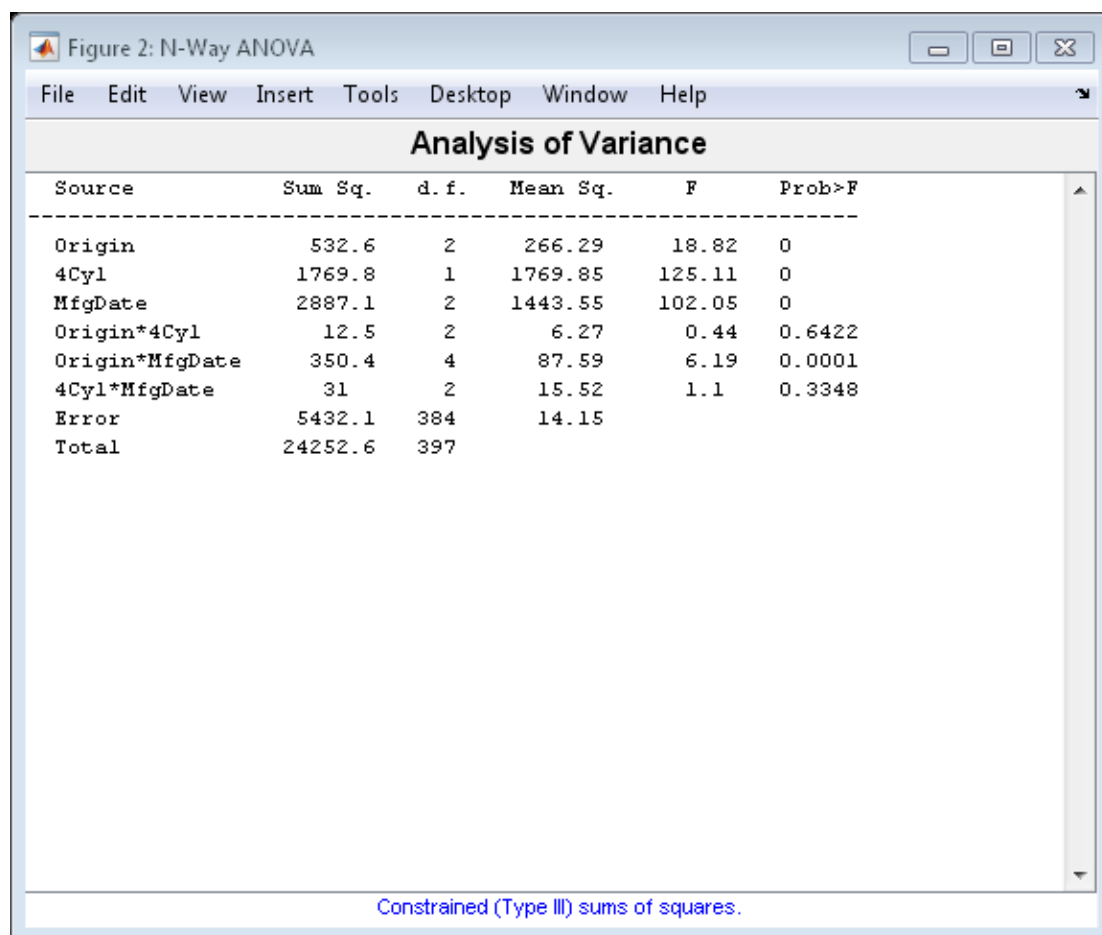 Figure 2: N-Way ANOVA
File Edit View Insert Tools Desktop Window Help
Analysis of Variance
Source Sum Sq. d.f. Mean Sq. F Prob>F
--------------------------------------------------------------
Origin 532.6 2 266.29 18.82 0
4Cyl 1769.8 1 1769.85 125.11 0
MfgDate 2887.1 2 1443.55 102.05 0
Origin*4Cyl 12.5 2 6.27 0.44 0.6422
Origin*MfgDate 350.4 4 87.59 6.19 0.0001
4Cyl*MfgDate 31 2 15.52 1.1 0.3348
Error 5432.1 384 14.15
Total 24252.6 397
Constrained (Type III) sums of squares.